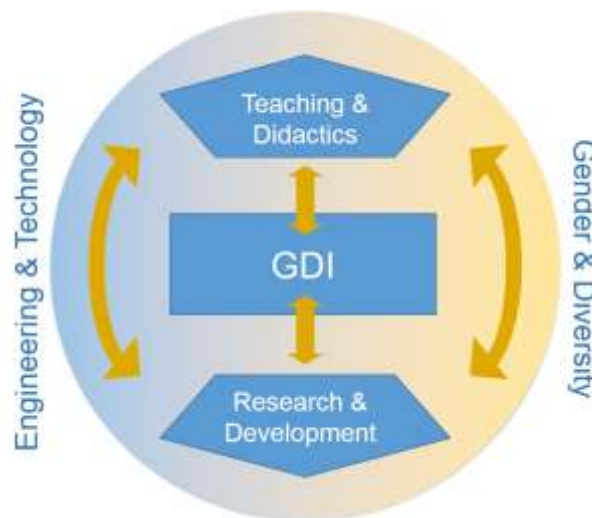 Engineering & Technology
Teaching &
Didactics
GDI
Research &
Development
Gender & Diversity